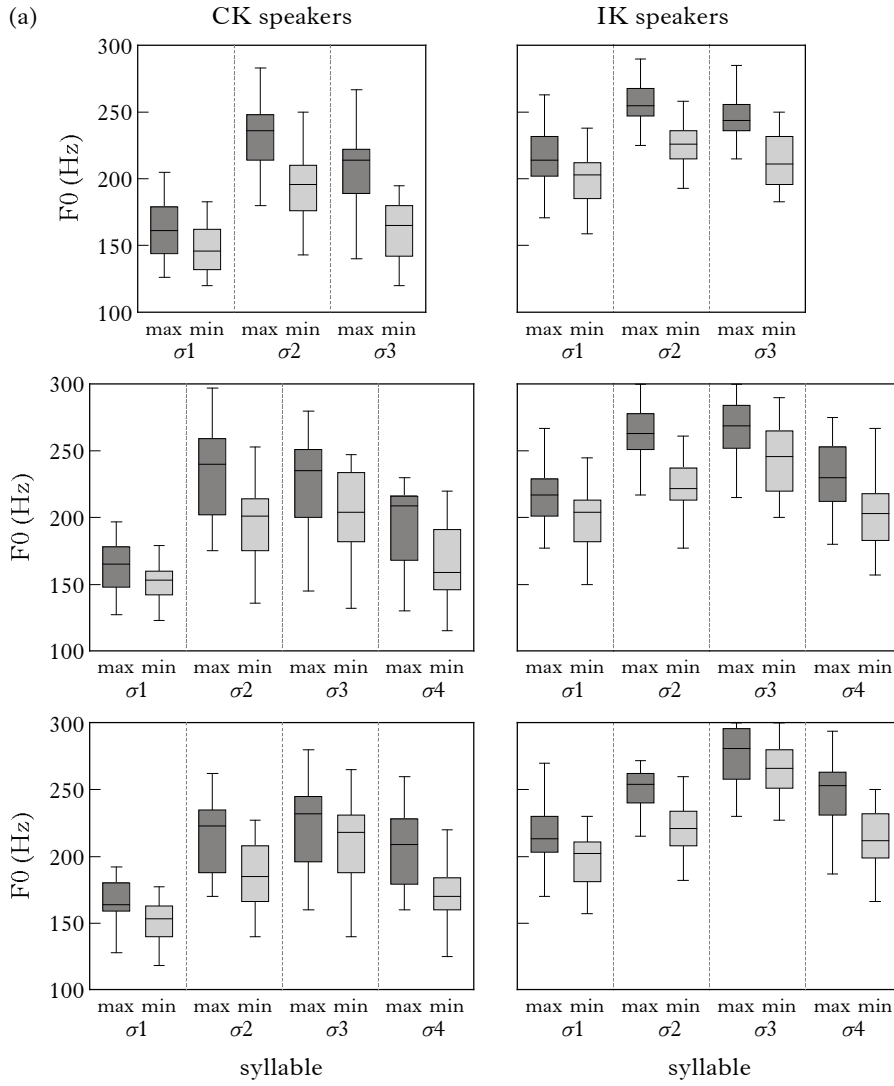 (a) CK speakers IK speakers
300
250
200
150
100
F0 (Hz)
max min max min max min
σ1 σ2 σ3
max min max min max min
σ1 σ2 σ3
300
250
200
150
100
F0 (Hz)
max min max min max min max min
σ1 σ2 σ3 σ4
max min max min max min max min
σ1 σ2 σ3 σ4
300
250
200
150
100
F0 (Hz)
max min max min max min max min
σ1 σ2 σ3 σ4
max min max min max min max min
σ1 σ2 σ3 σ4
syllable syllable